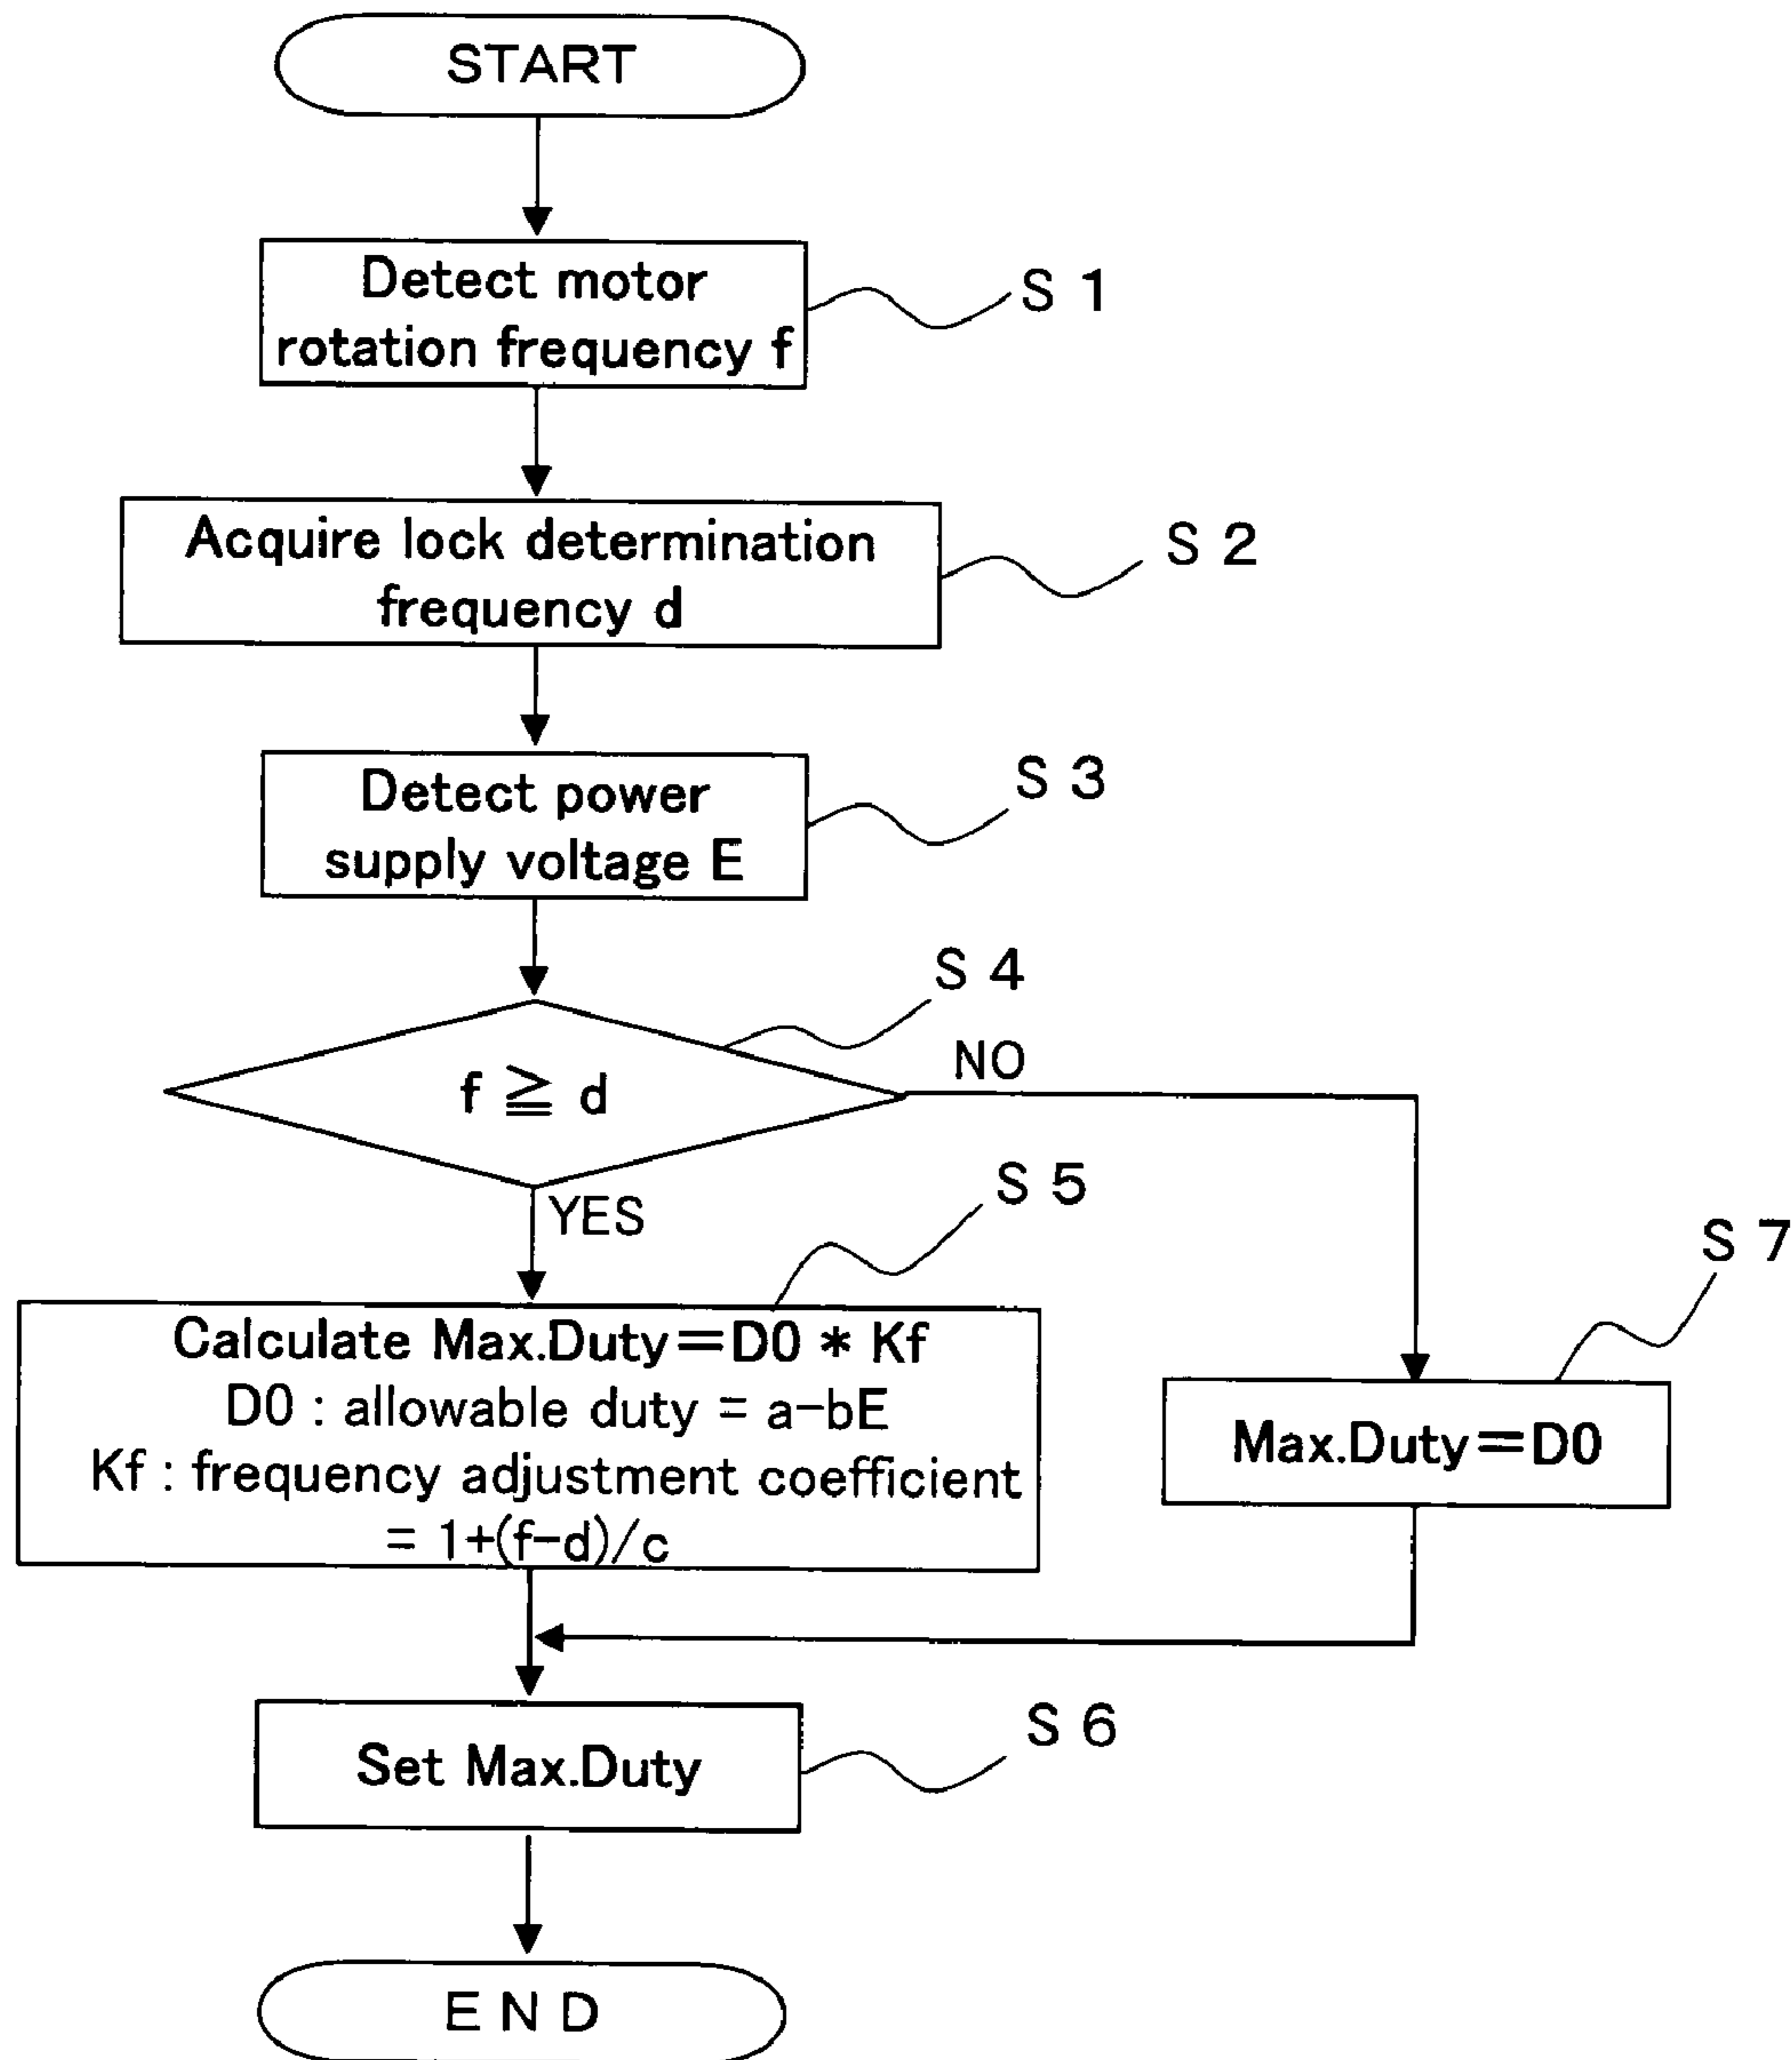 START
Detect motor
rotation frequency f
S 1
Acquire lock determination
frequency d
S 2
Detect power
supply voltage E
S 3
S 4
f ≧ d
NO
YES
S 5
Calculate Max.Duty=D0 * Kf
D0 : allowable duty = a-bE
Kf : frequency adjustment coefficient
= 1+(f-d)/c
S 7
Max.Duty=D0
Set Max.Duty
S 6
END